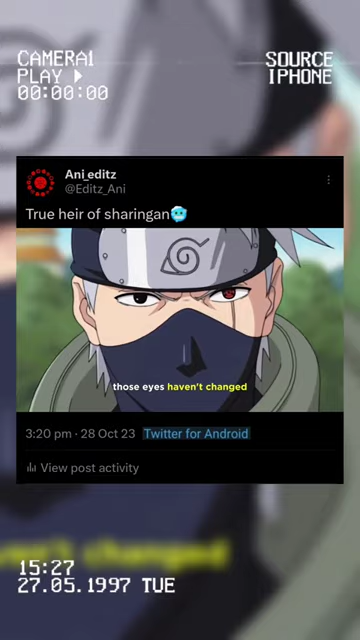 CAMERA1
PLAY ▶
00:00:00
SOURCE
IPHONE
Ani_editz
@Editz_Ani
True heir of sharingan🥶
those eyes haven't changed
3:20 pm · 28 Oct 23 Twitter for Android
View post activity
15:27
27.05.1997 TUE